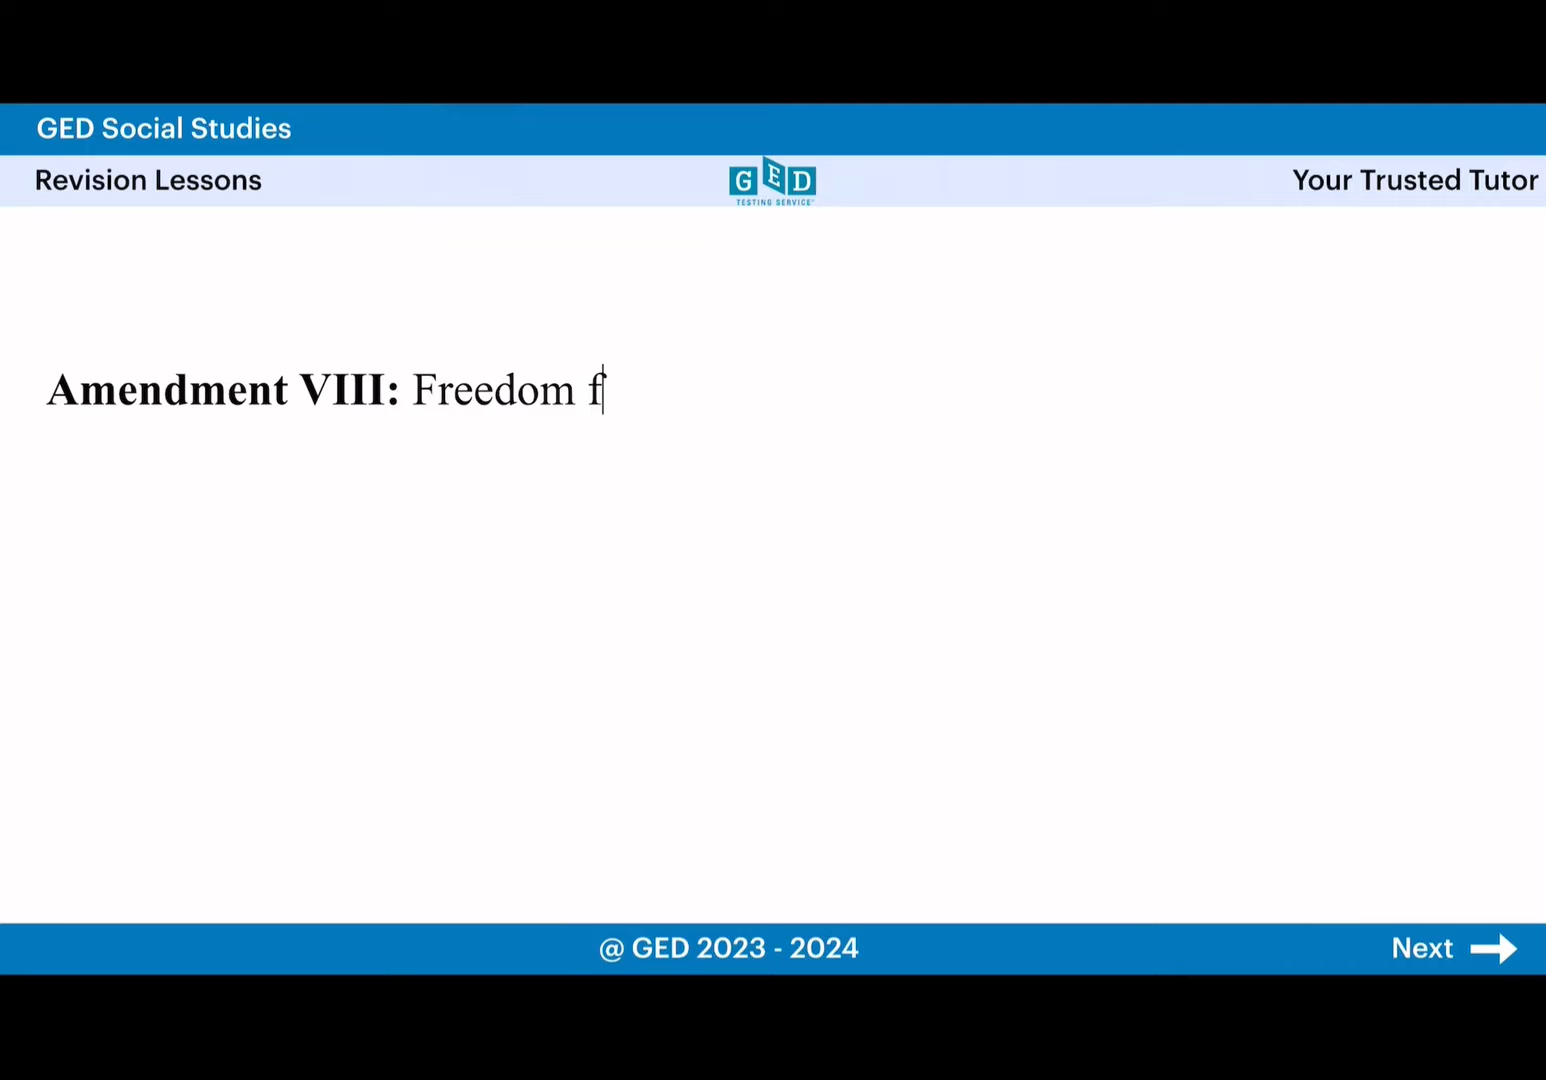 GED Social Studies
Revision Lessons
GED
TESTING SERVICE
Your Trusted Tutor
Amendment VIII: Freedom f
@ GED 2023 - 2024
Next